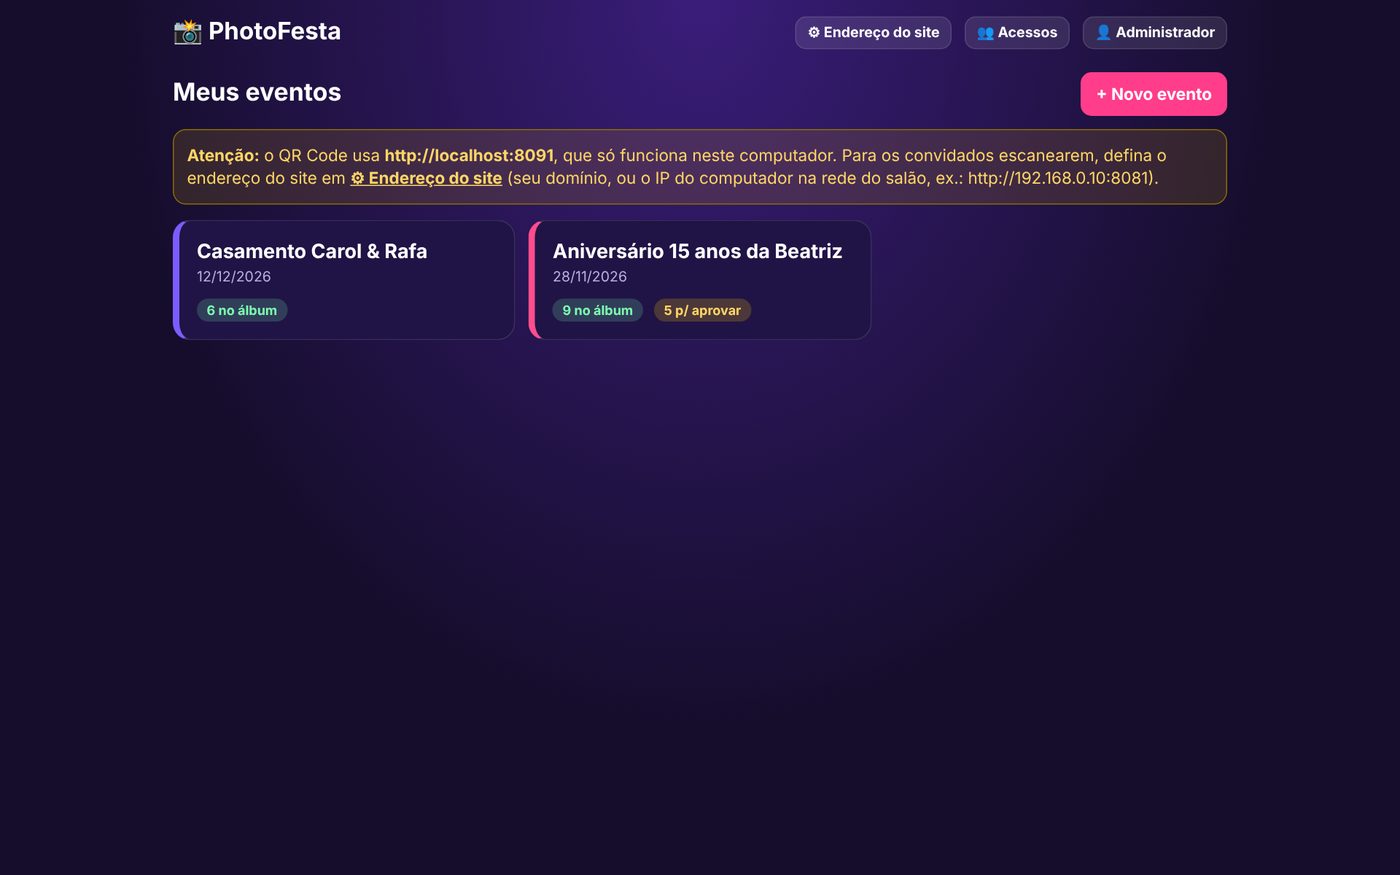 📸 PhotoFesta
⚙ Endereço do site
👥 Acessos
👤 Administrador
Meus eventos
+ Novo evento
Atenção: o QR Code usa http://localhost:8091, que só funciona neste computador. Para os convidados escanearem, defina o
endereço do site em ⚙ Endereço do site (seu domínio, ou o IP do computador na rede do salão, ex.: http://192.168.0.10:8081).
Casamento Carol & Rafa
12/12/2026
6 no álbum
Aniversário 15 anos da Beatriz
28/11/2026
9 no álbum
5 p/ aprovar